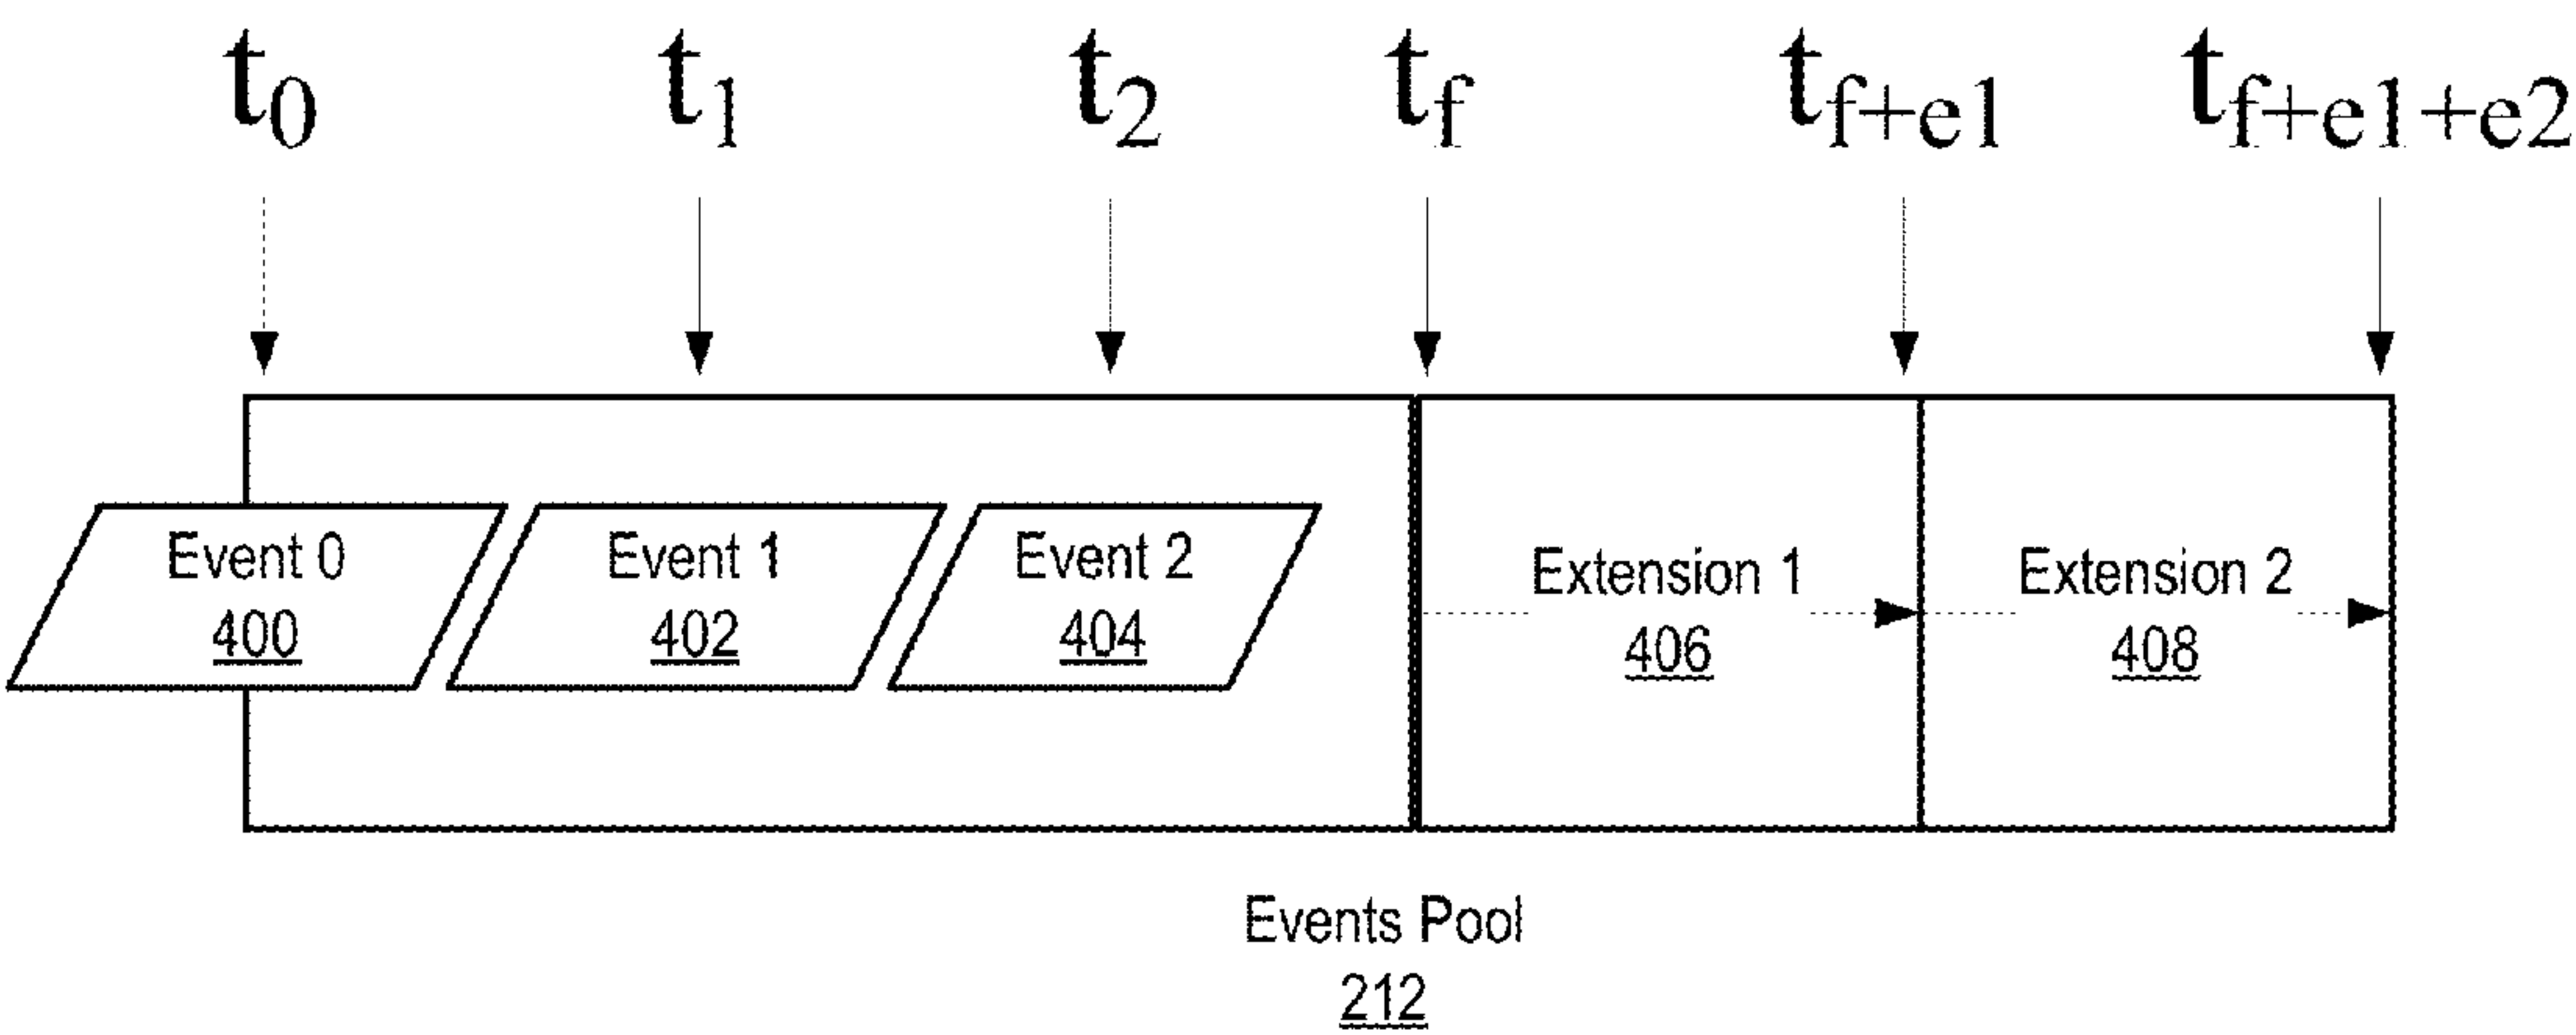 t0 t1 t2 tf tf+e1 tf+e1+e2
Event 0 Event 1 Event 2 Extension 1 Extension 2
400 402 404 406 408
Events Pool
212